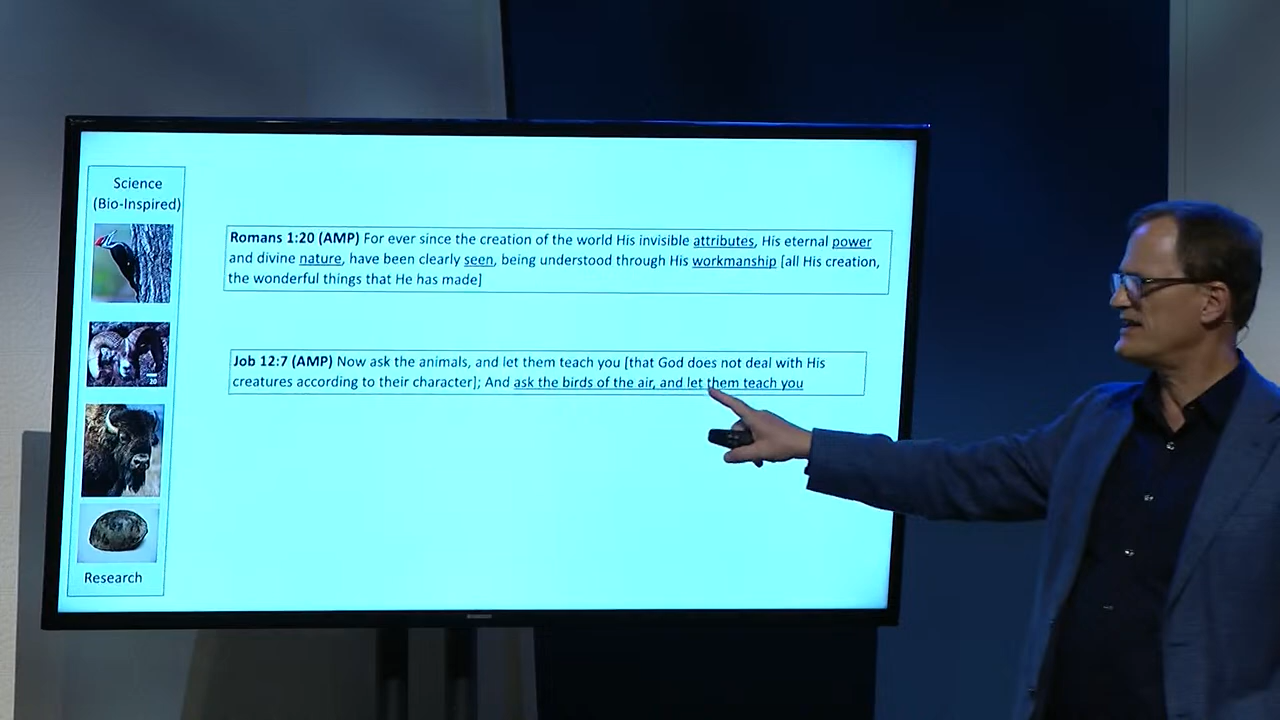 Science
(Bio-Inspired)
Romans 1:20 (AMP) For ever since the creation of the world His invisible attributes, His eternal power
and divine nature, have been clearly seen, being understood through His workmanship [all His creation,
the wonderful things that He has made]
Job 12:7 (AMP) Now ask the animals, and let them teach you [that God does not deal with His
creatures according to their character]; And ask the birds of the air, and let them teach you
Research